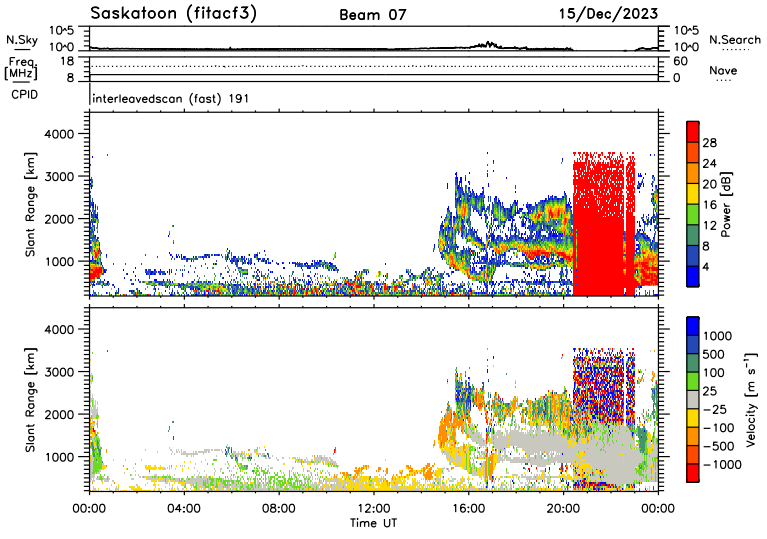 Saskatoon (fitacf3) Beam 07 15/Dec/2023
N.Sky 10^5 10^0 10^5 10^0 N.Search
Freq. [MHz] 18 8 60 0 Nave
CPID interleavedscan (fast) 191
Slant Range [km] 4000 3000 2000 1000
Power [dB] 28 24 20 16 12 8 4
Slant Range [km] 4000 3000 2000 1000
Velocity [m s⁻¹] 1000 500 100 25 −25 −100 −500 −1000
00:00 04:00 08:00 12:00 16:00 20:00 00:00
Time UT